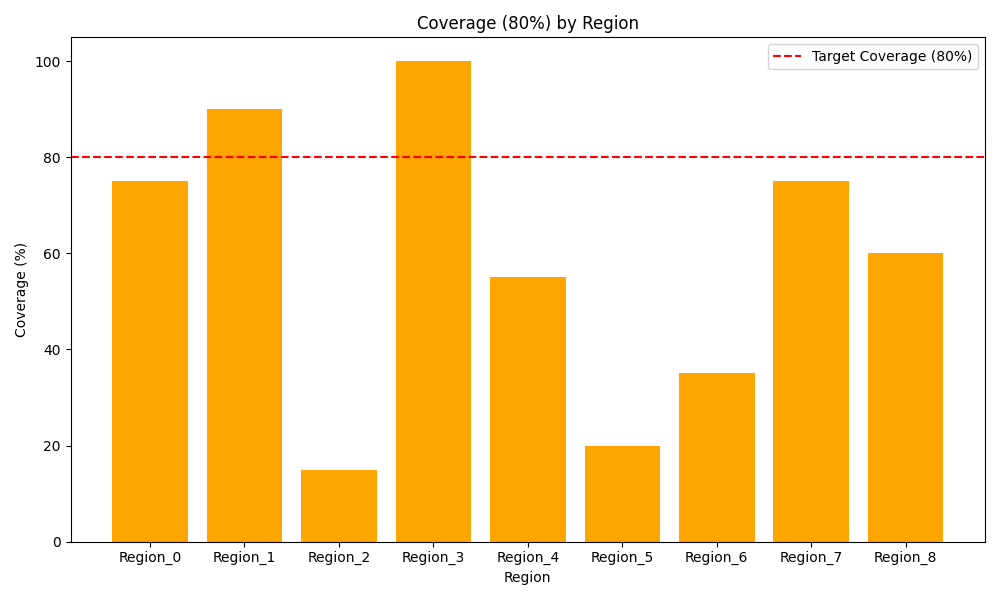 Coverage (80%) by Region
Target Coverage (80%)
Coverage (%)
100
80
60
40
20
0
Region_0 Region_1 Region_2 Region_3 Region_4 Region_5 Region_6 Region_7 Region_8
Region